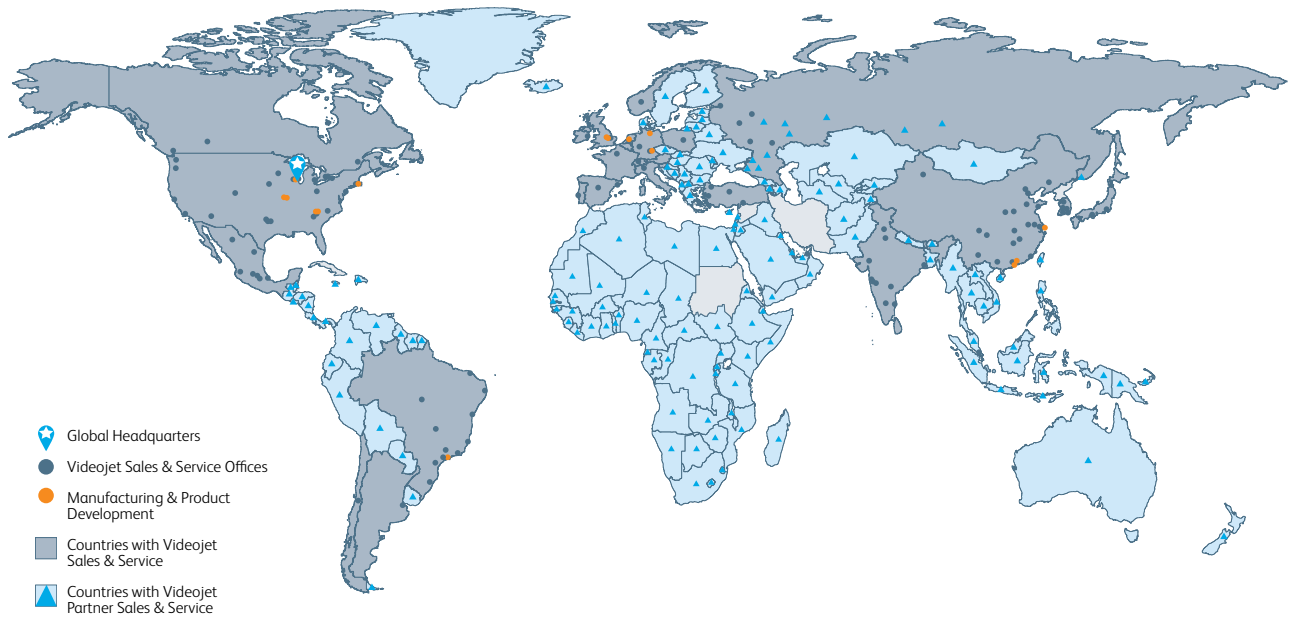 Global Headquarters
Videojet Sales & Service Offices
Manufacturing & Product
Development
Countries with Videojet
Sales & Service
Countries with Videojet
Partner Sales & Service